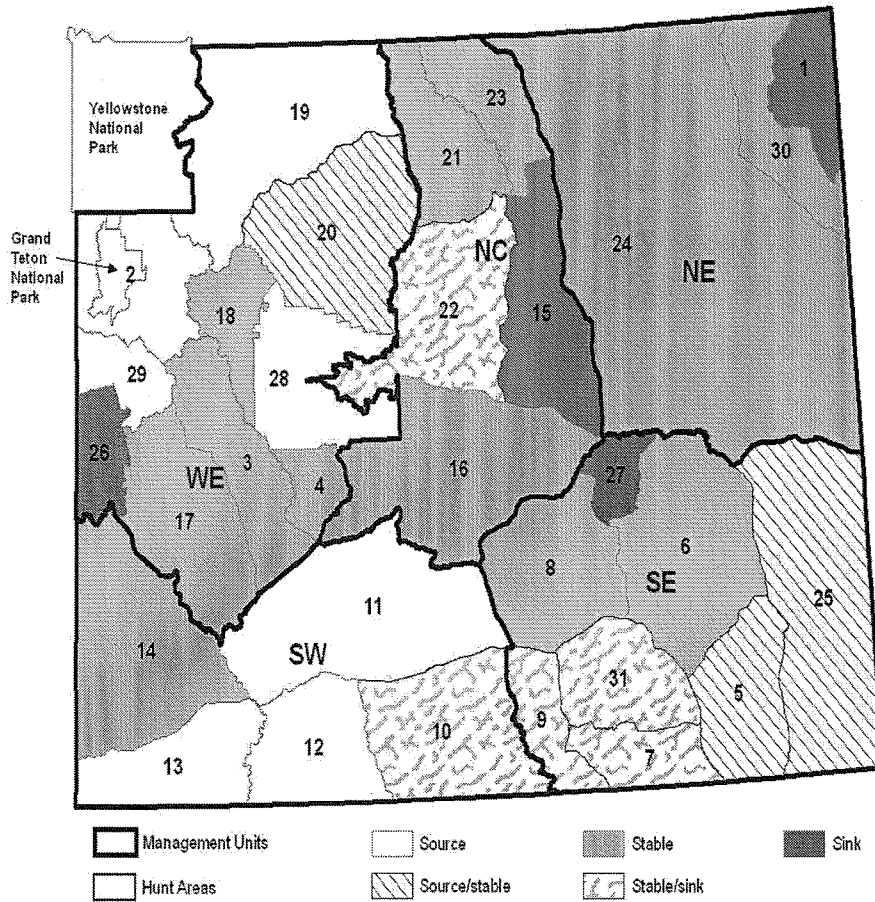 1
19
23
Yellowstone
National
Park
21
30
20
24
Grand
Teton
National
Park
2
NC
NE
18
22
15
29
28
26
3
WE
4
16
27
17
6
8
SE
25
11
14
SW
31
5
10
9
12
7
13
Management Units
Source
Stable
Sink
Hunt Areas
Source/stable
Stable/sink